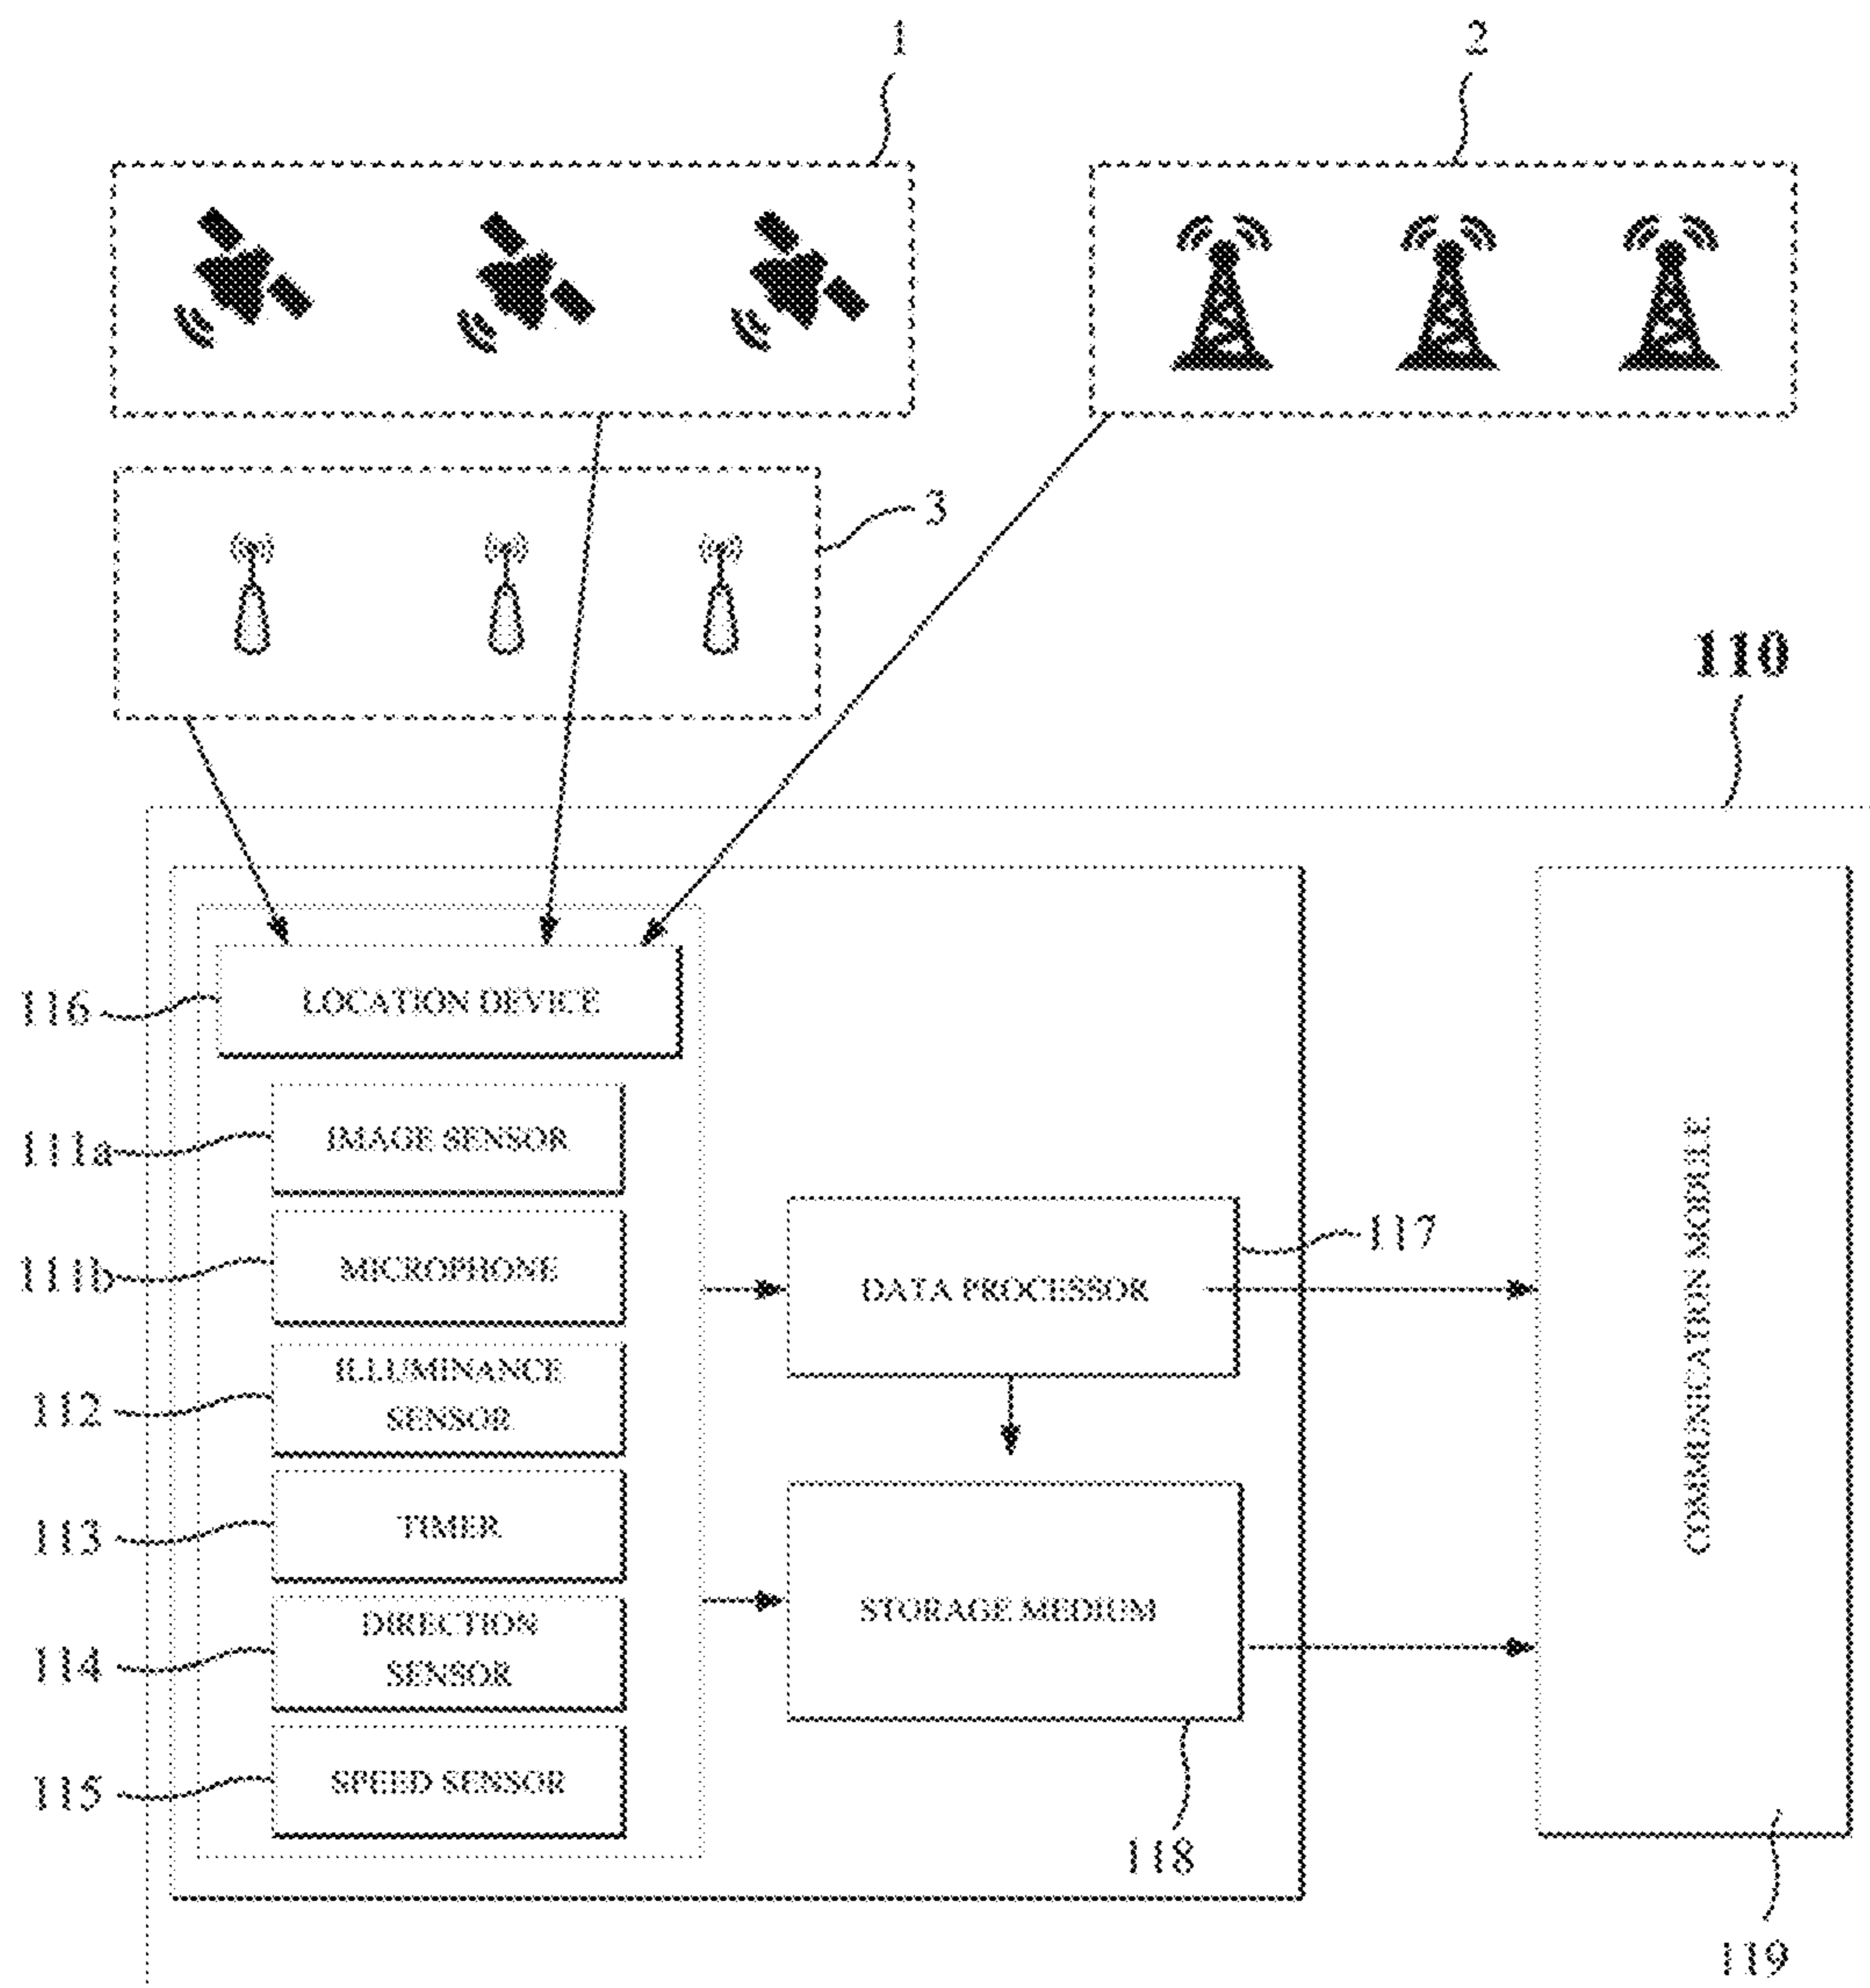 1
2
3
110
116
LOCATION DEVICE
111a
IMAGE SENSOR
111b
MICROPHONE
117
DATA PROCESSOR
COMMUNICATION MODULE
112
ILLUMINANCE
SENSOR
113
TIMER
114
DIRECTION
SENSOR
STORAGE MEDIUM
115
SPEED SENSOR
118
119